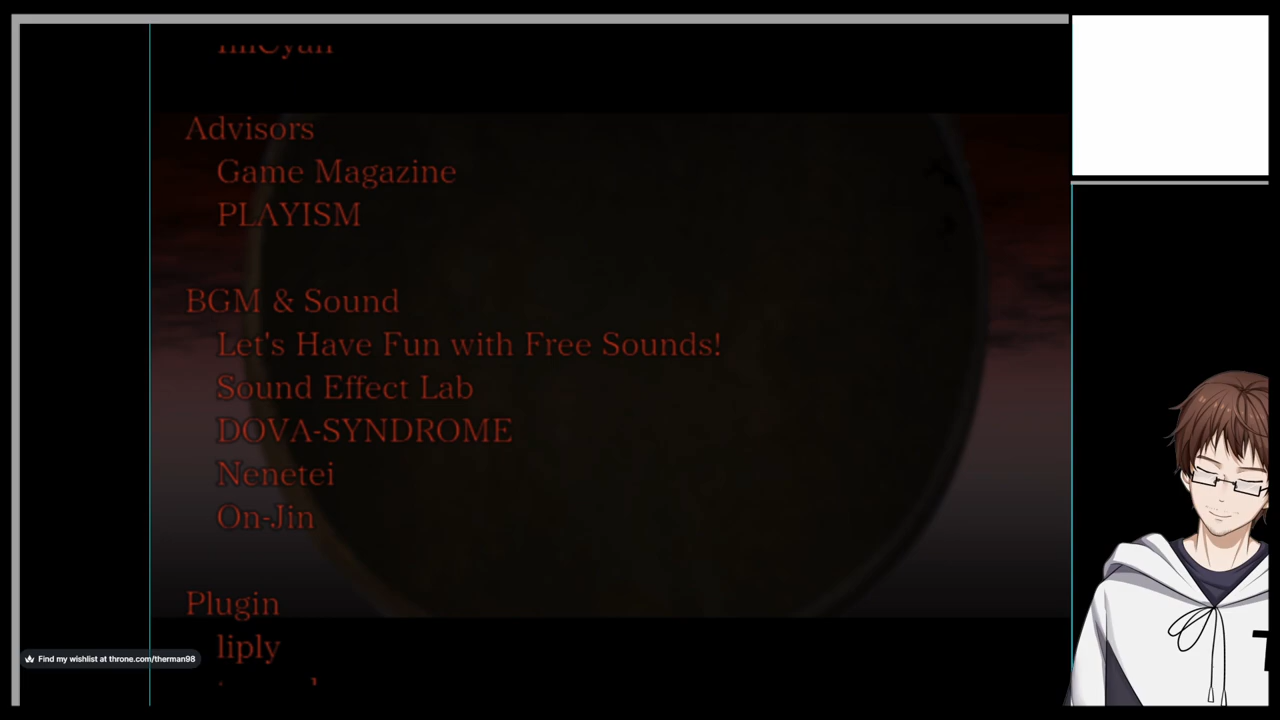 Advisors
Game Magazine
PLAYISM
BGM & Sound
Let's Have Fun with Free Sounds!
Sound Effect Lab
DOVA-SYNDROME
Nenetei
On-Jin
Plugin
liply
Find my wishlist at throne.com/therman98